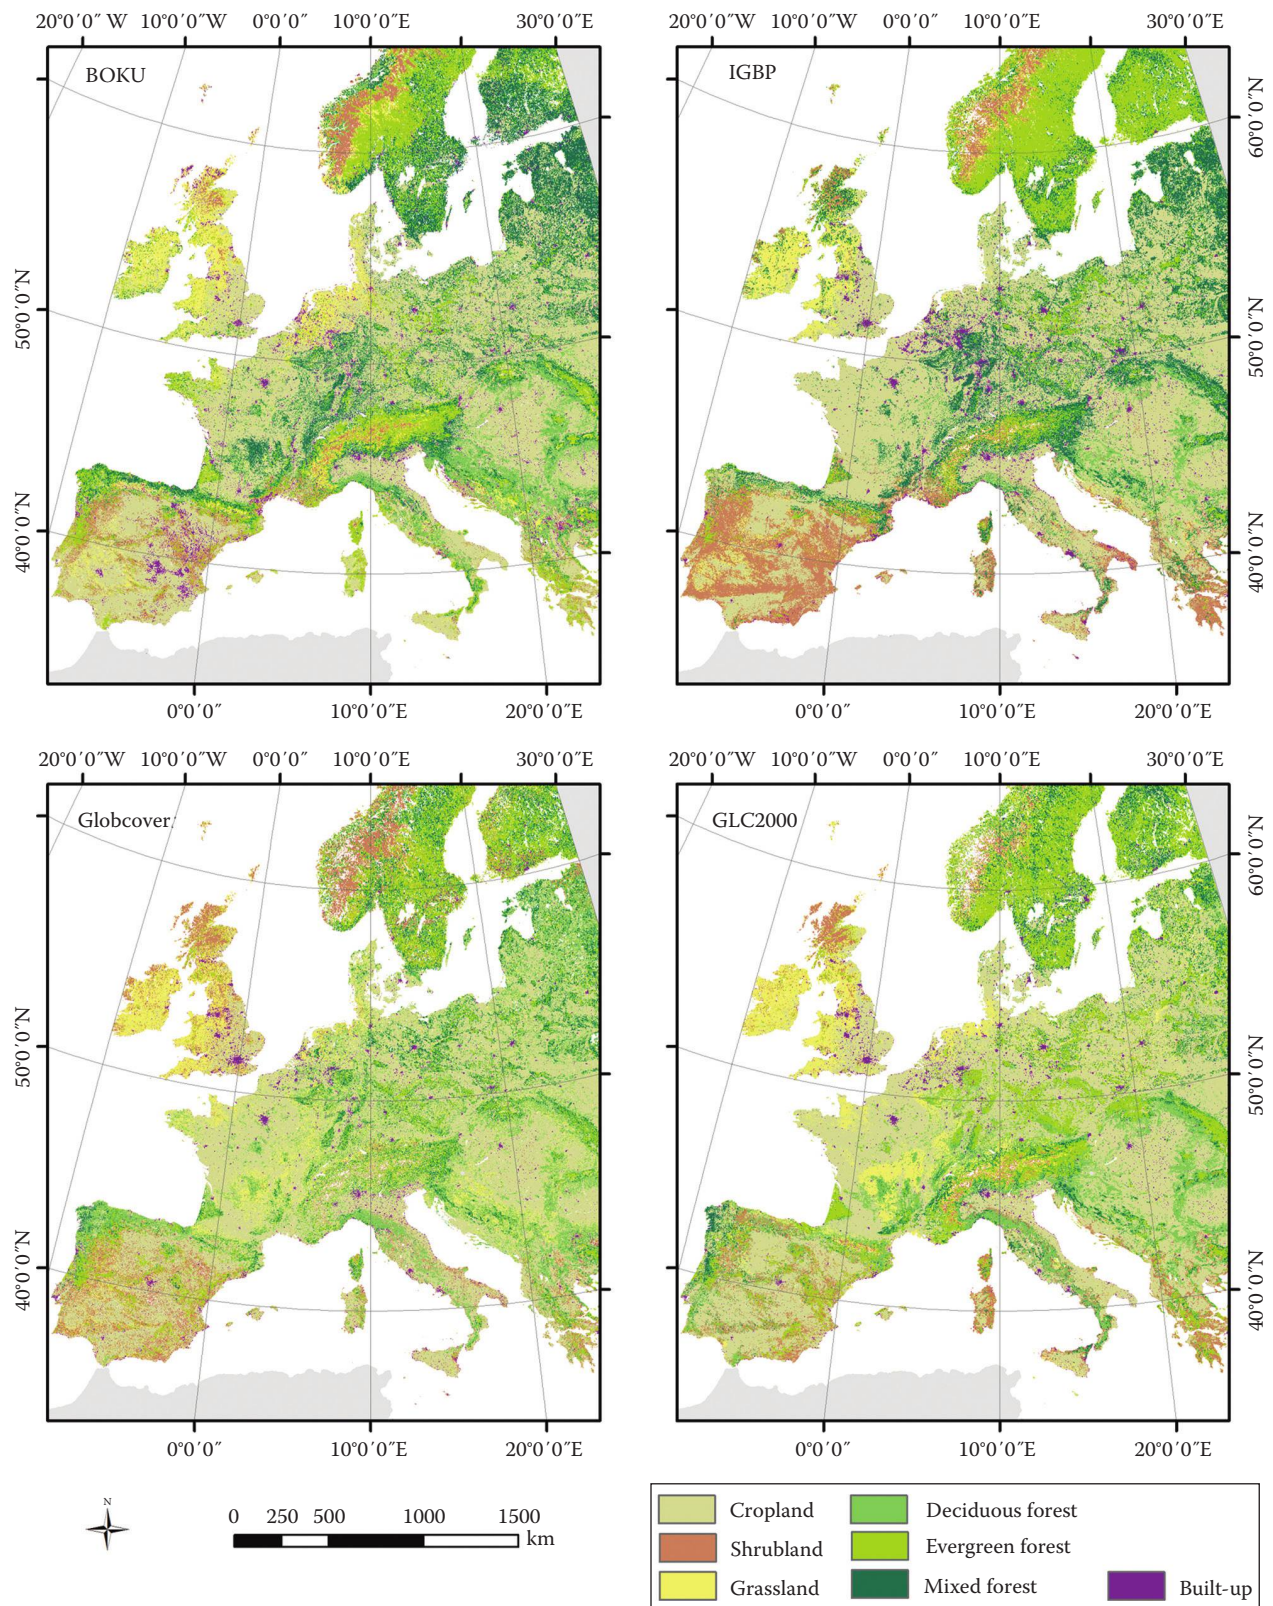 20°0′0″W 10°0′0″W 0°0′0″ 10°0′0″E 30°0′0″E
20°0′0″W 10°0′0″W 0°0′0″ 10°0′0″E 30°0′0″E
BOKU
IGBP
60°0′0″N
50°0′0″N
50°0′0″N
40°0′0″N
40°0′0″N
0°0′0″ 10°0′0″E 20°0′0″E
0°0′0″ 10°0′0″E 20°0′0″E
20°0′0″W 10°0′0″W 0°0′0″ 10°0′0″E 30°0′0″E
20°0′0″W 10°0′0″W 0°0′0″ 10°0′0″E 30°0′0″E
Globcover
GLC2000
60°0′0″N
50°0′0″N
50°0′0″N
40°0′0″N
40°0′0″N
0°0′0″ 10°0′0″E 20°0′0″E
0°0′0″ 10°0′0″E 20°0′0″E
N
0 250 500 1000 1500
km
Cropland
Deciduous forest
Shrubland
Evergreen forest
Grassland
Mixed forest
Built-up